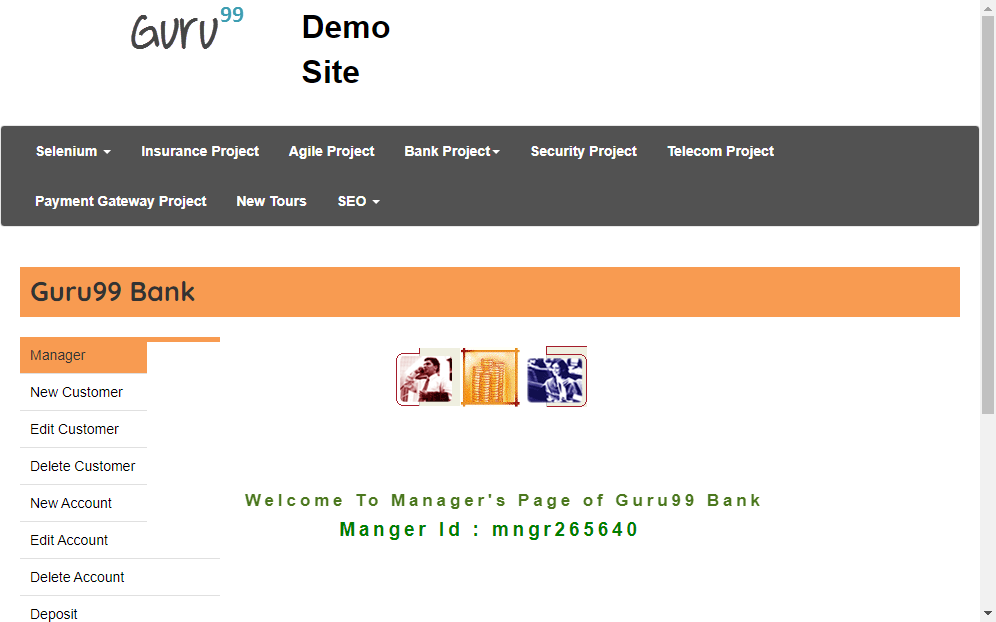 Guru99
Demo
Site
Selenium
Insurance Project
Agile Project
Bank Project
Security Project
Telecom Project
Payment Gateway Project
New Tours
SEO
Guru99 Bank
Manager
New Customer
Edit Customer
Delete Customer
New Account
Edit Account
Delete Account
Deposit
Welcome To Manager's Page of Guru99 Bank
Manger Id : mngr265640